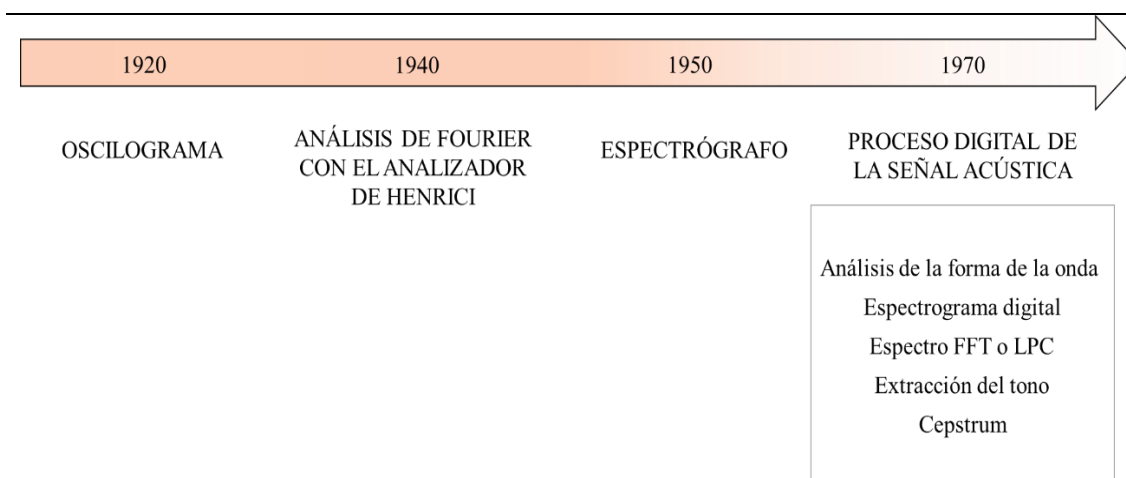 1920 1940 1950 1970
OSCILOGRAMA
ANÁLISIS DE FOURIER
CON EL ANALIZADOR
DE HENRICI
ESPECTRÓGRAFO
PROCESO DIGITAL DE
LA SEÑAL ACÚSTICA
Análisis de la forma de la onda
Espectrograma digital
Espectro FFT o LPC
Extracción del tono
Cepstrum